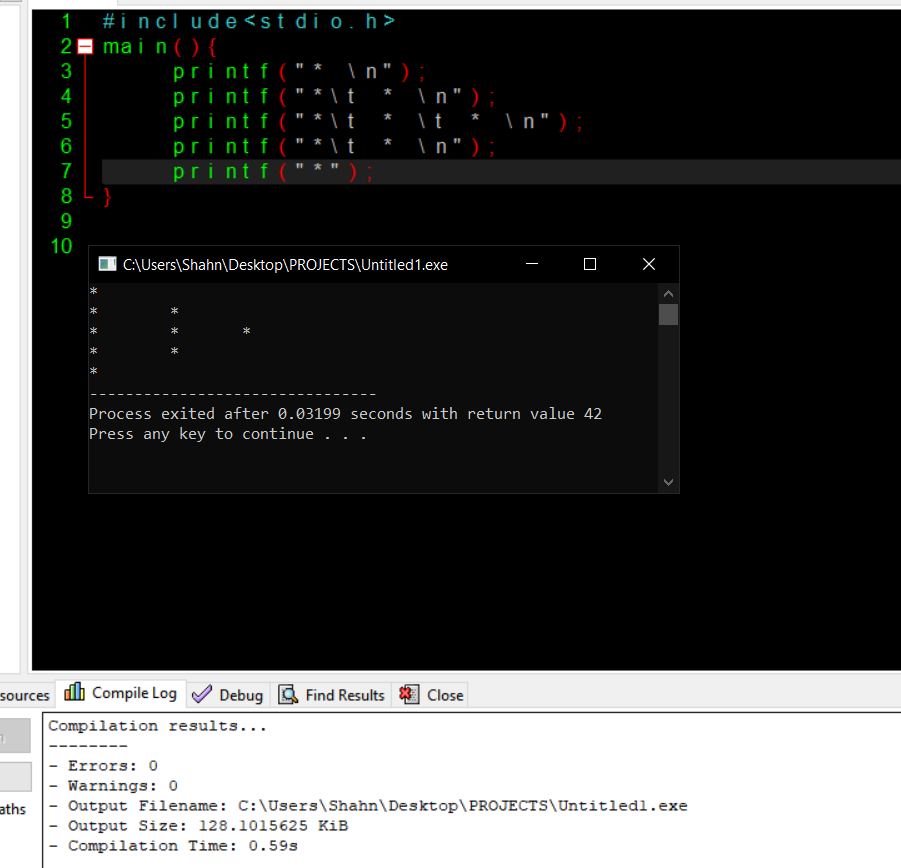 1 #include<stdio.h>
2 main(){
3 printf("* \n");
4 printf("*\t * \n");
5 printf("*\t * \t * \n");
6 printf("*\t * \n");
7 printf("*");
8 }
9
10
C:\Users\Shahn\Desktop\PROJECTS\Untitled1.exe
*
* *
* * *
* *
*
--------------------------------
Process exited after 0.03199 seconds with return value 42
Press any key to continue . . .
sources Compile Log Debug Find Results Close
Compilation results...
--------
- Errors: 0
- Warnings: 0
aths
- Output Filename: C:\Users\Shahn\Desktop\PROJECTS\Untitled1.exe
- Output Size: 128.1015625 KiB
- Compilation Time: 0.59s